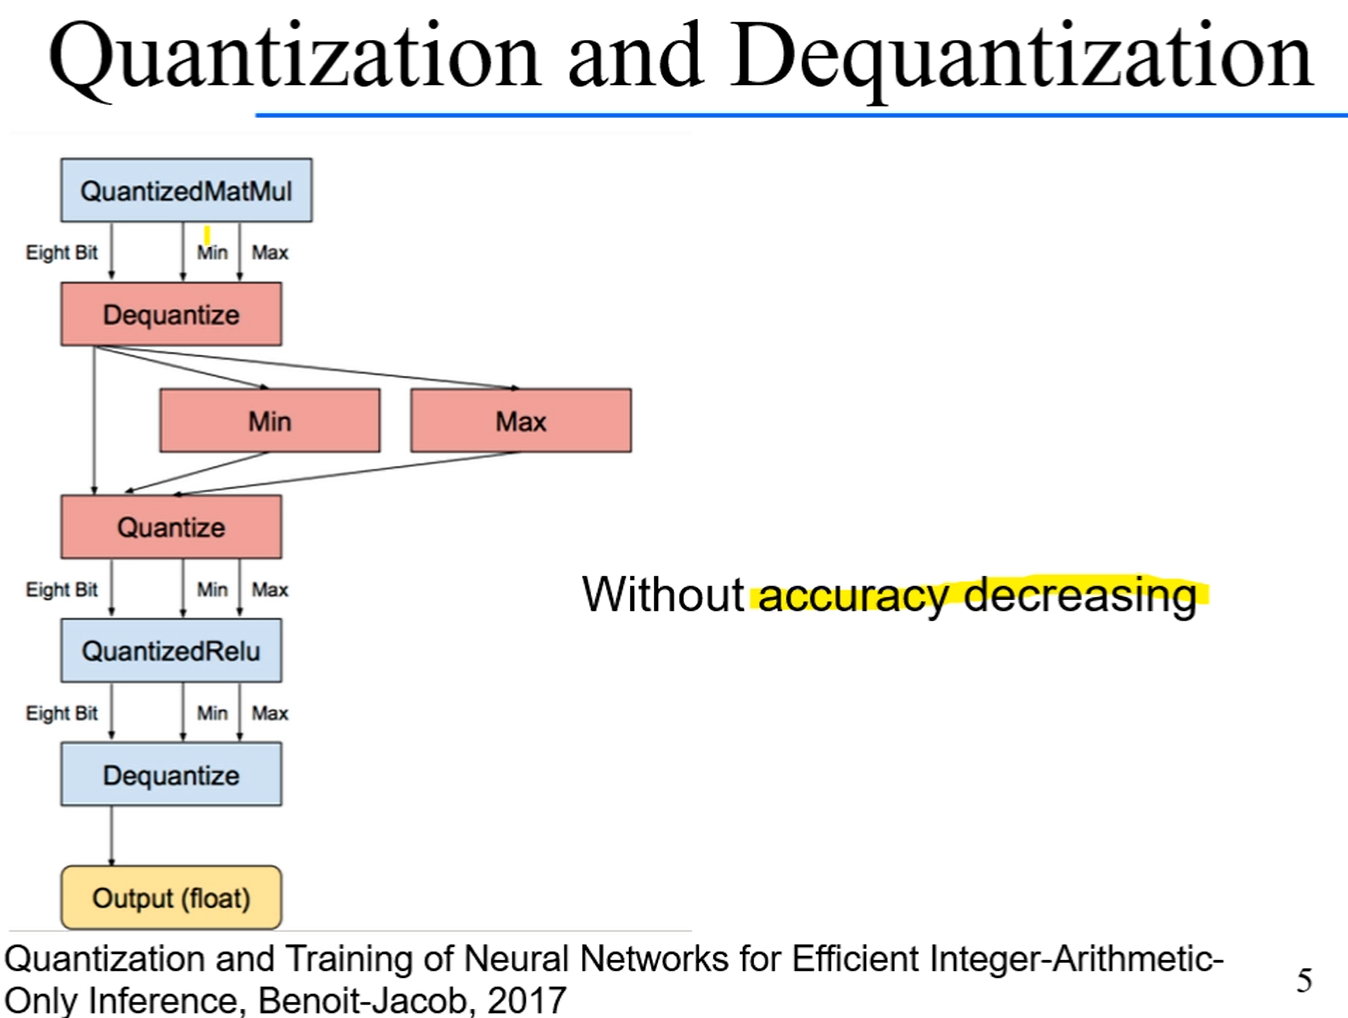 Quantization and Dequantization
QuantizedMatMul
Eight Bit Min Max
Dequantize
Min Max
Quantize
Eight Bit Min Max
Without accuracy decreasing
QuantizedRelu
Eight Bit Min Max
Dequantize
Output (float)
Quantization and Training of Neural Networks for Efficient Integer-Arithmetic-
Only Inference, Benoit-Jacob, 2017
5